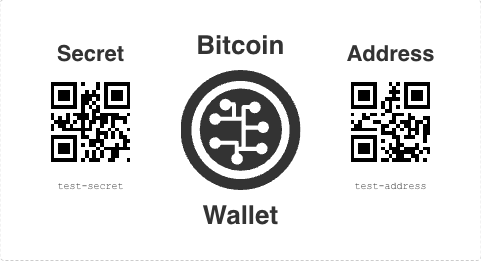 Secret
Bitcoin
Address
test-secret
test-address
Wallet